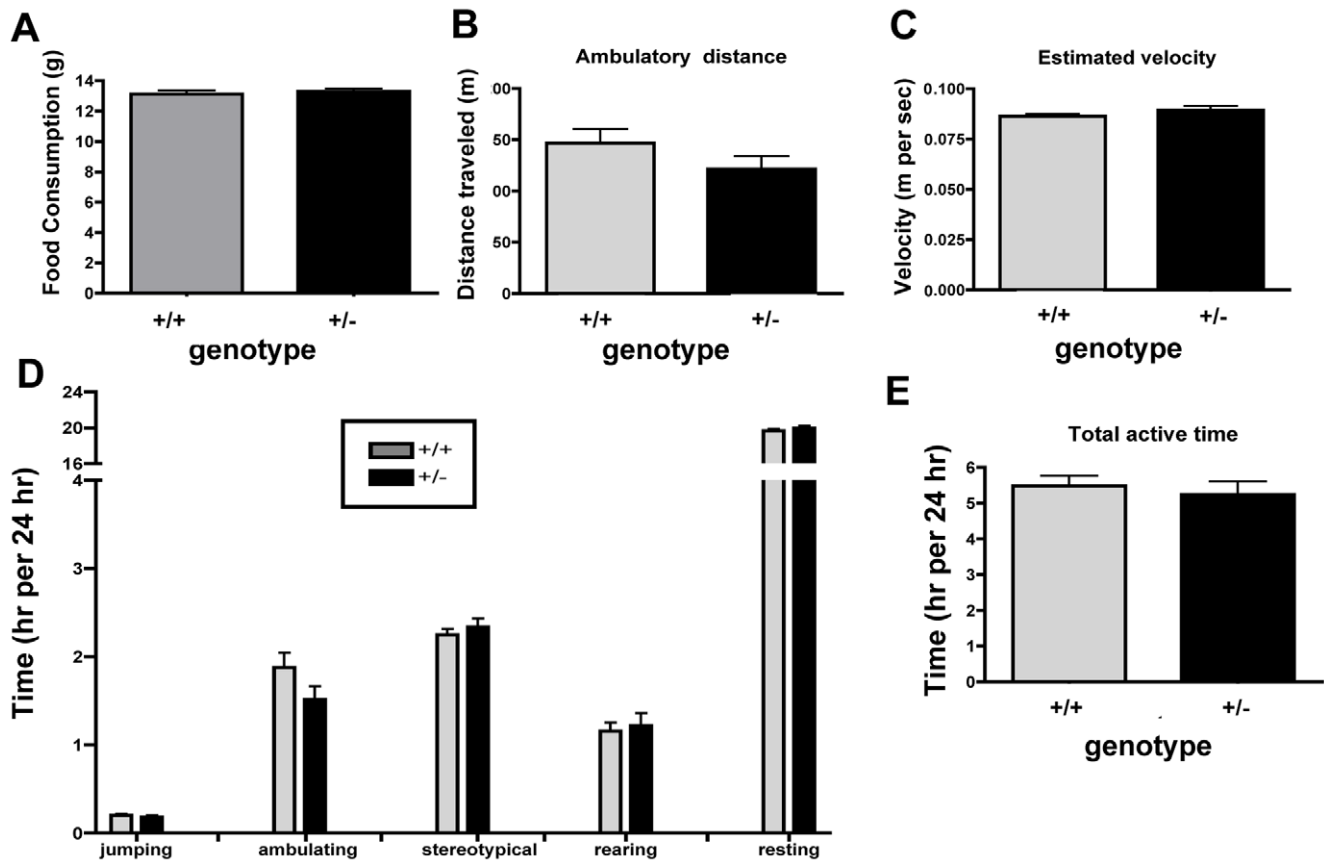 A
Food Consumption (g)
14
12
10
8
6
4
2
0
+/+
+/-
genotype
B
Ambulatory distance
Distance traveled (m)
00
50
00
50
0
+/+
+/-
genotype
C
Estimated velocity
Velocity (m per sec)
0.100
0.075
0.050
0.025
0.000
+/+
+/-
genotype
D
Time (hr per 24 hr)
24
20
16
4
3
2
1
0
+/+
+/-
jumping
ambulating
stereotypical
rearing
resting
E
Total active time
Time (hr per 24 hr)
6
5
4
3
2
1
0
+/+
+/-
genotype